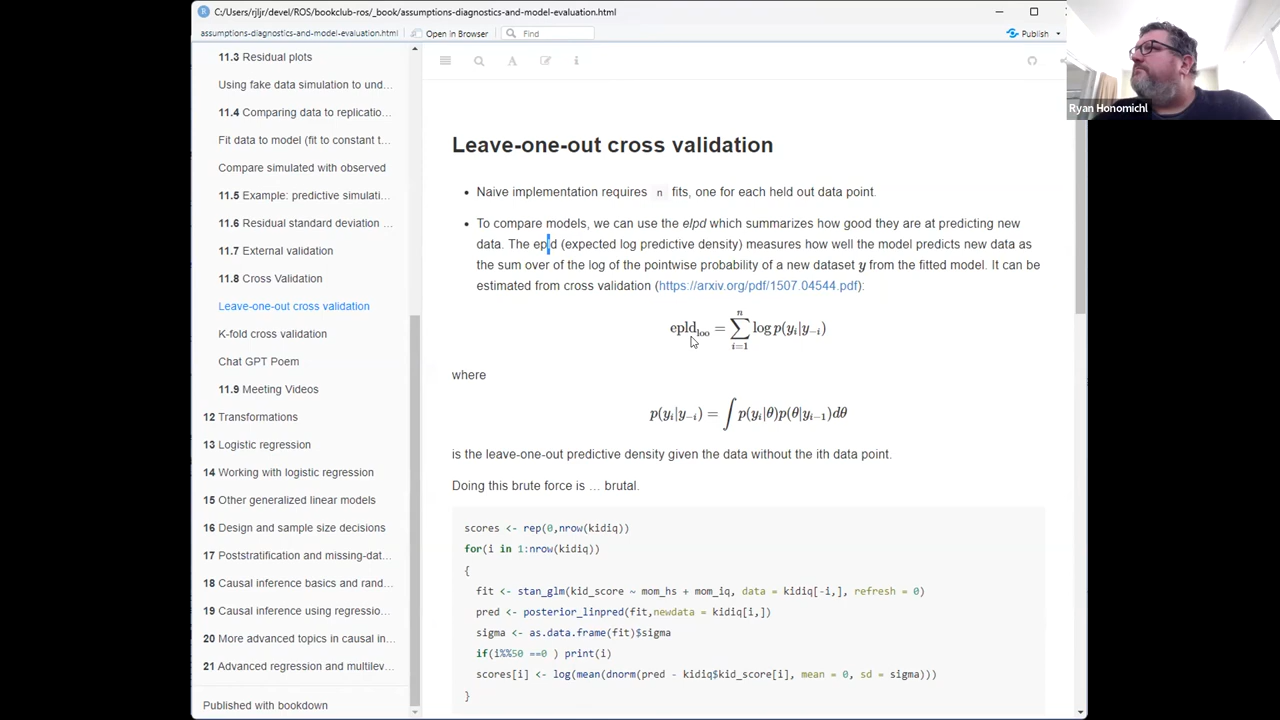 C:/Users/rjljr/devel/ROS/bookclub-ros/_book/assumptions-diagnostics-and-model-evaluation.html
assumptions-diagnostics-and-model-evaluation.html
Open in Browser
Find
Publish
11.3 Residual plots
Using fake data simulation to und...
11.4 Comparing data to replicatio...
Fit data to model (fit to constant t...
Compare simulated with observed
11.5 Example: predictive simulati...
11.6 Residual standard deviation ...
11.7 External validation
11.8 Cross Validation
Leave-one-out cross validation
K-fold cross validation
Chat GPT Poem
11.9 Meeting Videos
12 Transformations
13 Logistic regression
14 Working with logistic regression
15 Other generalized linear models
16 Design and sample size decisions
17 Poststratification and missing-dat...
18 Causal inference basics and rand...
19 Causal inference using regressio...
20 More advanced topics in causal in...
21 Advanced regression and multilev...
Published with bookdown
Leave-one-out cross validation
• Naive implementation requires n fits, one for each held out data point.
• To compare models, we can use the elpd which summarizes how good they are at predicting new
data. The epld (expected log predictive density) measures how well the model predicts new data as
the sum over of the log of the pointwise probability of a new dataset y from the fitted model. It can be
estimated from cross validation (https://arxiv.org/pdf/1507.04544.pdf):
epld_loo = ∑_{i=1}^{n} log p(y_i|y_{−i})
where
p(y_i|y_{−i}) = ∫ p(y_i|θ)p(θ|y_{i−1})dθ
is the leave-one-out predictive density given the data without the ith data point.
Doing this brute force is … brutal.
scores <- rep(0,nrow(kidiq))
for(i in 1:nrow(kidiq))
{
fit <- stan_glm(kid_score ~ mom_hs + mom_iq, data = kidiq[-i,], refresh = 0)
pred <- posterior_linpred(fit,newdata = kidiq[i,])
sigma <- as.data.frame(fit)$sigma
if(i%%50 ==0 ) print(i)
scores[i] <- log(mean(dnorm(pred - kidiq$kid_score[i], mean = 0, sd = sigma)))
}
Ryan Honomichl